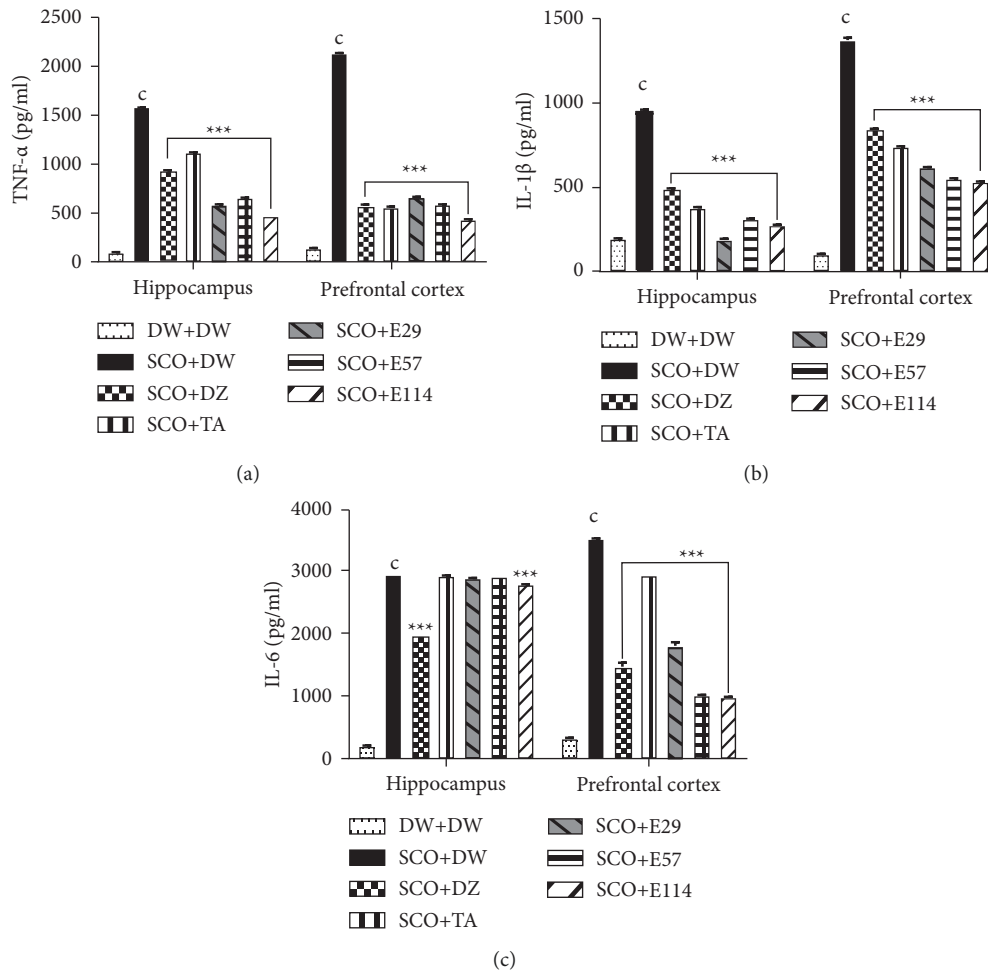 2500
2000
1500
1000
500
0
TNF-α (pg/ml)
c
***
c
***
Hippocampus
Prefrontal cortex
DW+DW
SCO+DW
SCO+DZ
SCO+TA
SCO+E29
SCO+E57
SCO+E114
(a)
1500
1000
500
0
IL-1β (pg/ml)
c
***
c
***
Hippocampus
Prefrontal cortex
DW+DW
SCO+DW
SCO+DZ
SCO+TA
SCO+E29
SCO+E57
SCO+E114
(b)
4000
3000
2000
1000
0
IL-6 (pg/ml)
c
***
***
c
***
Hippocampus
Prefrontal cortex
DW+DW
SCO+DW
SCO+DZ
SCO+TA
SCO+E29
SCO+E57
SCO+E114
(c)